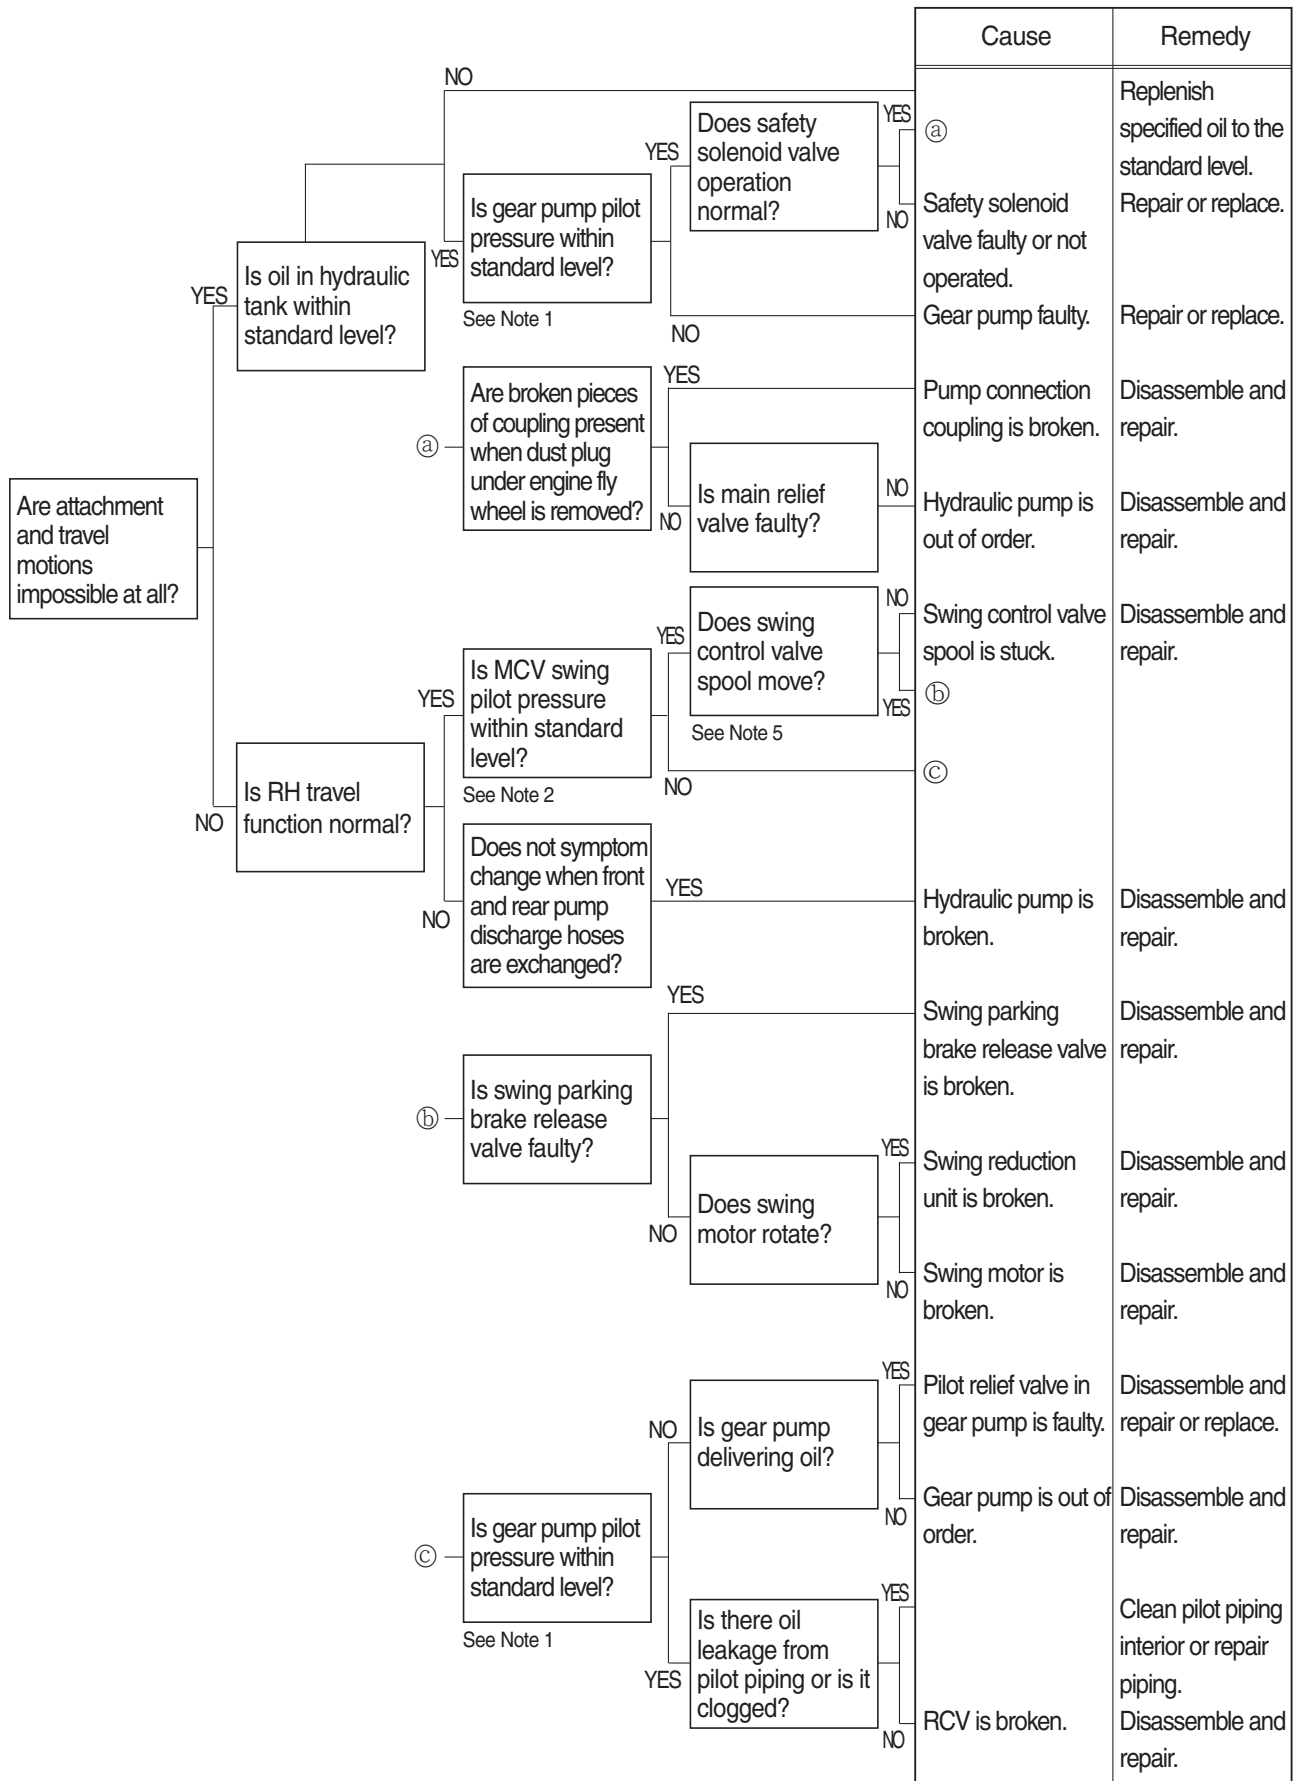 Cause
Remedy
NO
Replenish
specified oil to the
standard level.
Does safety
solenoid valve
operation
normal?
YES
YES
ⓐ
NO
Safety solenoid
valve faulty or not
operated.
Repair or replace.
Is gear pump pilot
pressure within
standard level?
YES
See Note 1
NO
Gear pump faulty.
Repair or replace.
Is oil in hydraulic
tank within
standard level?
YES
ⓐ
Are broken pieces
of coupling present
when dust plug
under engine fly
wheel is removed?
YES
Pump connection
coupling is broken.
Disassemble and
repair.
NO
Is main relief
valve faulty?
NO
Hydraulic pump is
out of order.
Disassemble and
repair.
Are attachment
and travel
motions
impossible at all?
YES
Does swing
control valve
spool move?
See Note 5
NO
Swing control valve
spool is stuck.
Disassemble and
repair.
YES
ⓑ
YES
Is MCV swing
pilot pressure
within standard
level?
See Note 2
NO
ⓒ
NO
Is RH travel
function normal?
NO
Does not symptom
change when front
and rear pump
discharge hoses
are exchanged?
YES
Hydraulic pump is
broken.
Disassemble and
repair.
ⓑ
Is swing parking
brake release
valve faulty?
YES
Swing parking
brake release valve
is broken.
Disassemble and
repair.
NO
Does swing
motor rotate?
YES
Swing reduction
unit is broken.
Disassemble and
repair.
NO
Swing motor is
broken.
Disassemble and
repair.
NO
Is gear pump
delivering oil?
YES
Pilot relief valve in
gear pump is faulty.
Disassemble and
repair or replace.
NO
Gear pump is out of
order.
Disassemble and
repair.
ⓒ
Is gear pump pilot
pressure within
standard level?
See Note 1
YES
Is there oil
leakage from
pilot piping or is it
clogged?
YES
Clean pilot piping
interior or repair
piping.
NO
RCV is broken.
Disassemble and
repair.